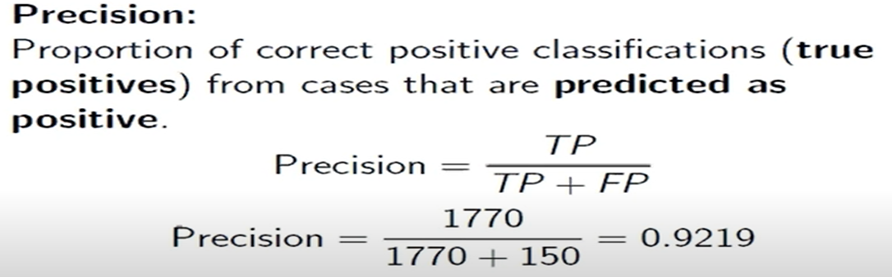 Precision:
Proportion of correct positive classifications (true
positives) from cases that are predicted as
positive.
Precision = TP / TP + FP
Precision = 1770 / 1770 + 150 = 0.9219